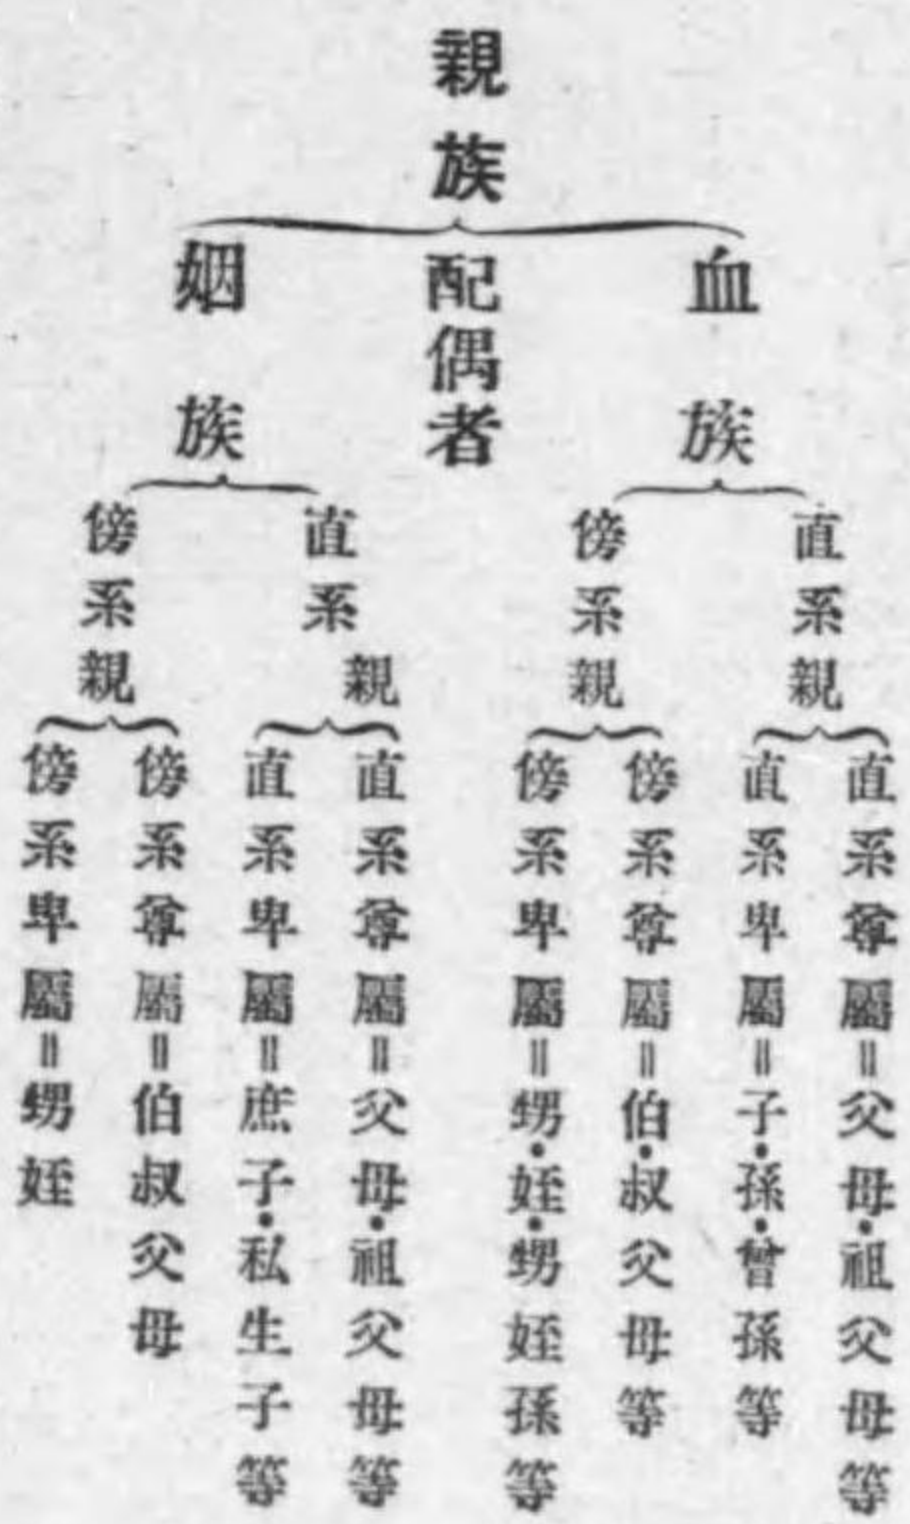 親族
血族
直系親
直系尊屬＝父母・祖父母等
直系卑屬＝子・孫・曾孫等
傍系親
傍系尊屬＝伯・叔父母等
傍系卑屬＝甥・姪・甥姪孫等
配偶者
姻族
直系親
直系尊屬＝父母・祖父母等
直系卑屬＝庶子・私生子等
傍系親
傍系尊屬＝伯叔父母
傍系卑屬＝甥姪